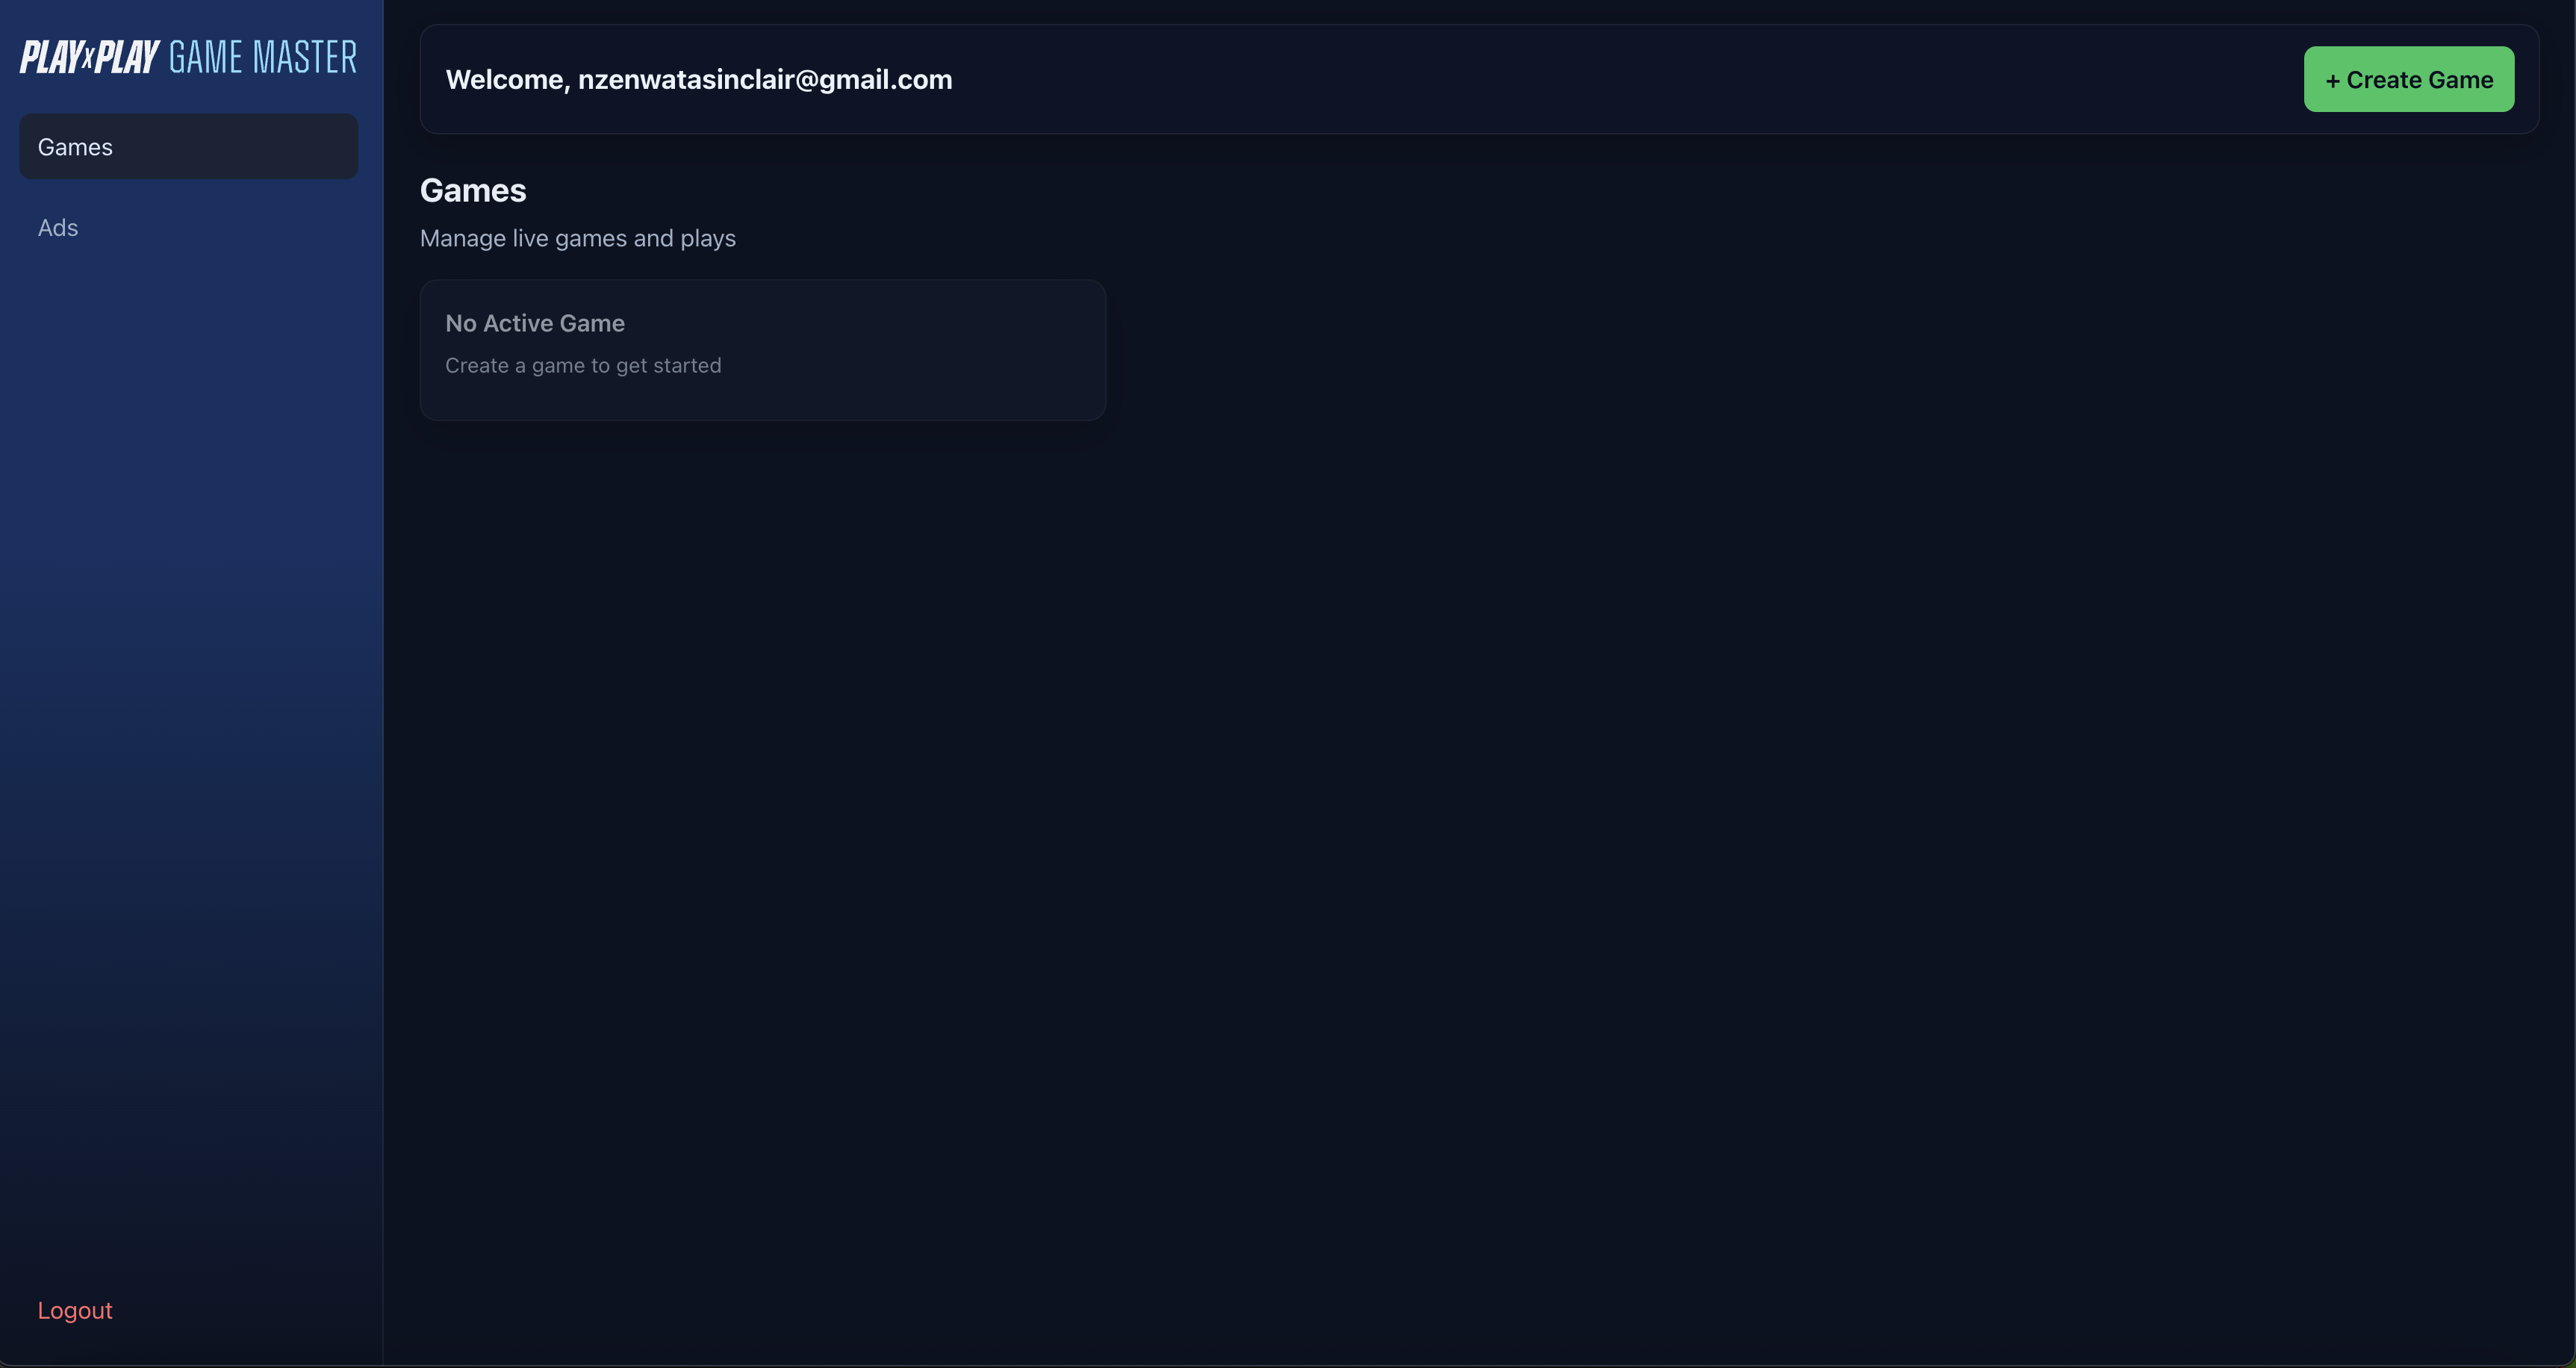 PLAYxPLAY GAME MASTER
Games
Ads
Logout
Welcome, nzenwatasinclair@gmail.com
+ Create Game
Games
Manage live games and plays
No Active Game
Create a game to get started